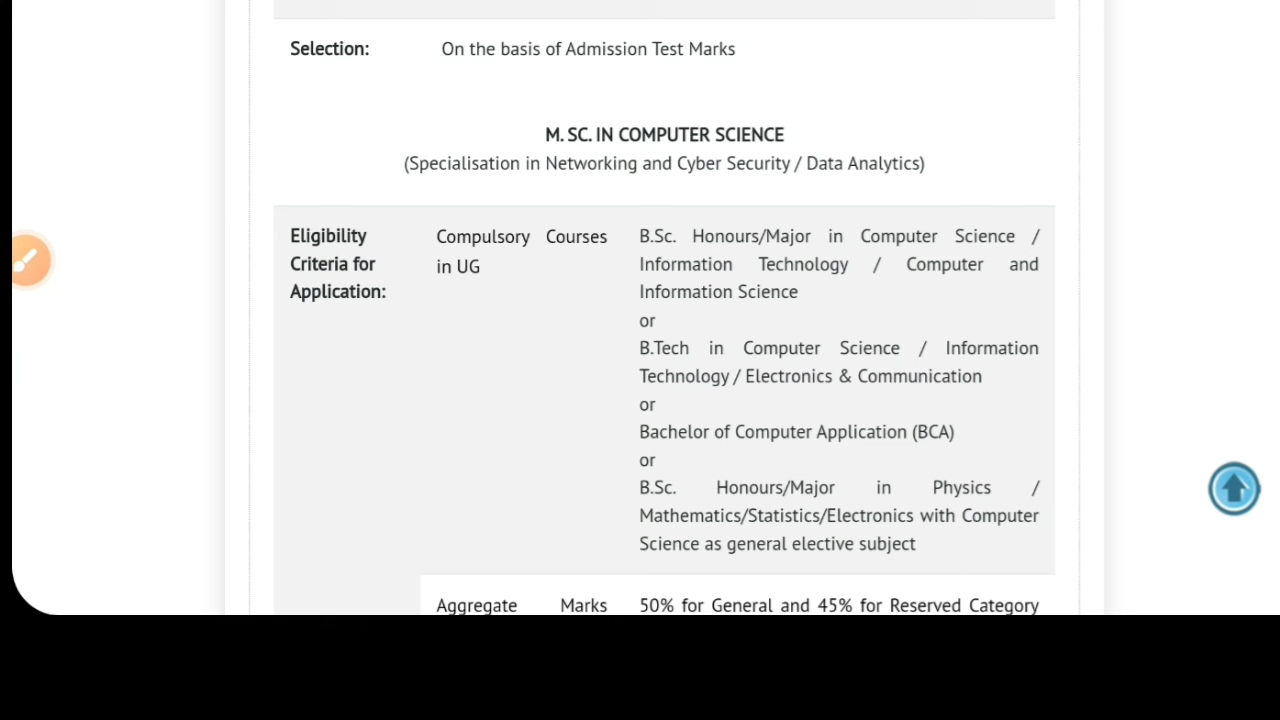 Selection: On the basis of Admission Test Marks
M. SC. IN COMPUTER SCIENCE
(Specialisation in Networking and Cyber Security / Data Analytics)
Eligibility
Criteria for
Application:
Compulsory Courses
in UG
B.Sc. Honours/Major in Computer Science /
Information Technology / Computer and
Information Science
or
B.Tech in Computer Science / Information
Technology / Electronics & Communication
or
Bachelor of Computer Application (BCA)
or
B.Sc. Honours/Major in Physics /
Mathematics/Statistics/Electronics with Computer
Science as general elective subject
Aggregate Marks
50% for General and 45% for Reserved Category